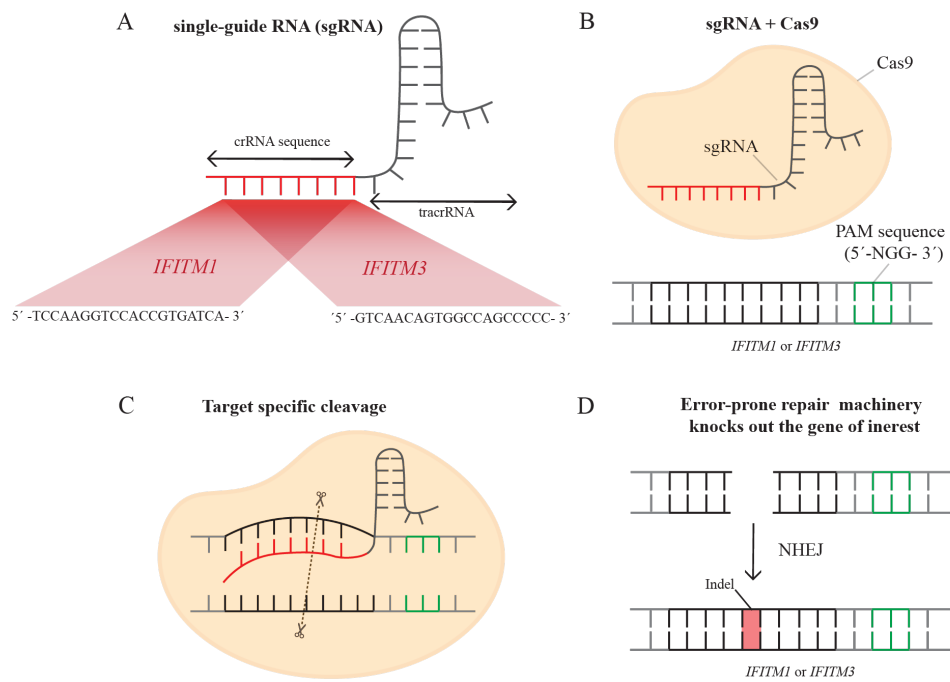 A
single-guide RNA (sgRNA)
crRNA sequence
tracrRNA
IFITM1
IFITM3
5´ -TCCAAGGTCCACCGTGATCA- 3´
´5´ -GTCAACAGTGGCCAGCCCCC- 3´
B
sgRNA + Cas9
Cas9
sgRNA
PAM sequence
(5´-NGG- 3´)
IFITM1 or IFITM3
C
Target specific cleavage
D
Error-prone repair machinery
knocks out the gene of inerest
NHEJ
Indel
IFITM1 or IFITM3